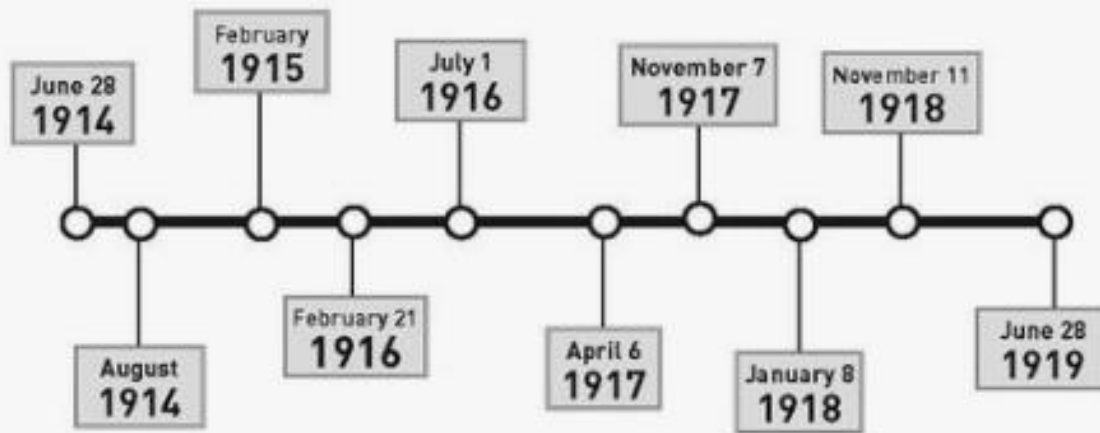 June 28
1914
August
1914
February
1915
February 21
1916
July 1
1916
April 6
1917
November 7
1917
January 8
1918
November 11
1918
June 28
1919